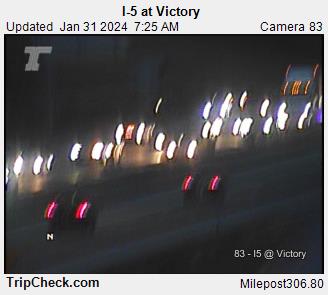 I-5 at Victory
Updated Jan 31 2024 7:25 AM Camera 83
T
N
83 - I5 @ Victory
TripCheck.com Milepost306.80